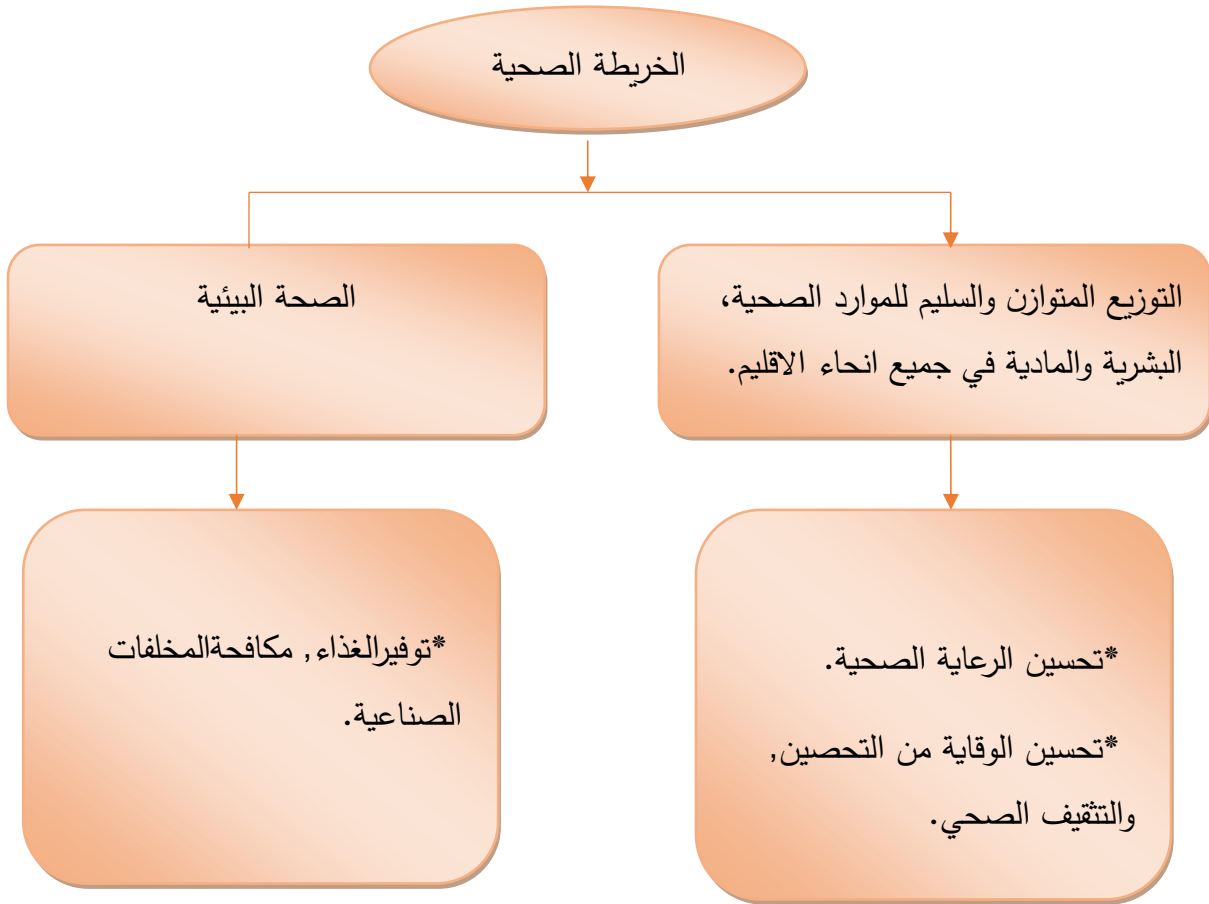 الخريطة الصحية
التوزيع المتوازن والسليم للموارد الصحية،
البشرية والمادية في جميع انحاء الاقليم.
الصحة البيئية
*تحسين الرعاية الصحية.
*تحسين الوقاية من التحصين,
والتثقيف الصحي.
*توفيرالغذاء, مكافحةالمخلفات
الصناعية.